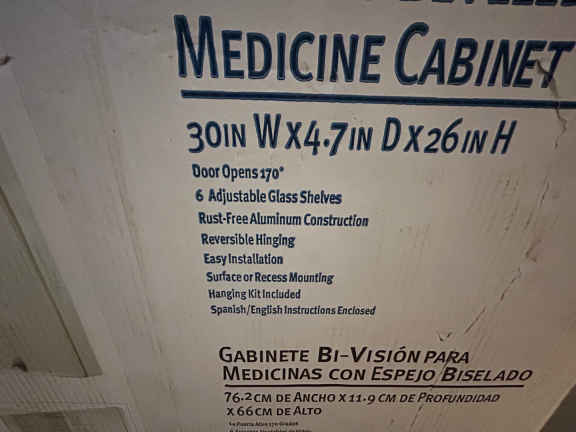 MEDICINE CABINET
30IN W X 4.7IN D X 26IN H
Door Opens 170°
6 Adjustable Glass Shelves
Rust-Free Aluminum Construction
Reversible Hinging
Easy Installation
Surface or Recess Mounting
Hanging Kit Included
Spanish/English Instructions Enclosed
GABINETE BI-VISIÓN PARA
MEDICINAS CON ESPEJO BISELADO
76.2 CM DE ANCHO X 11.9 CM DE PROFUNDIDAD
X 66 CM DE ALTO